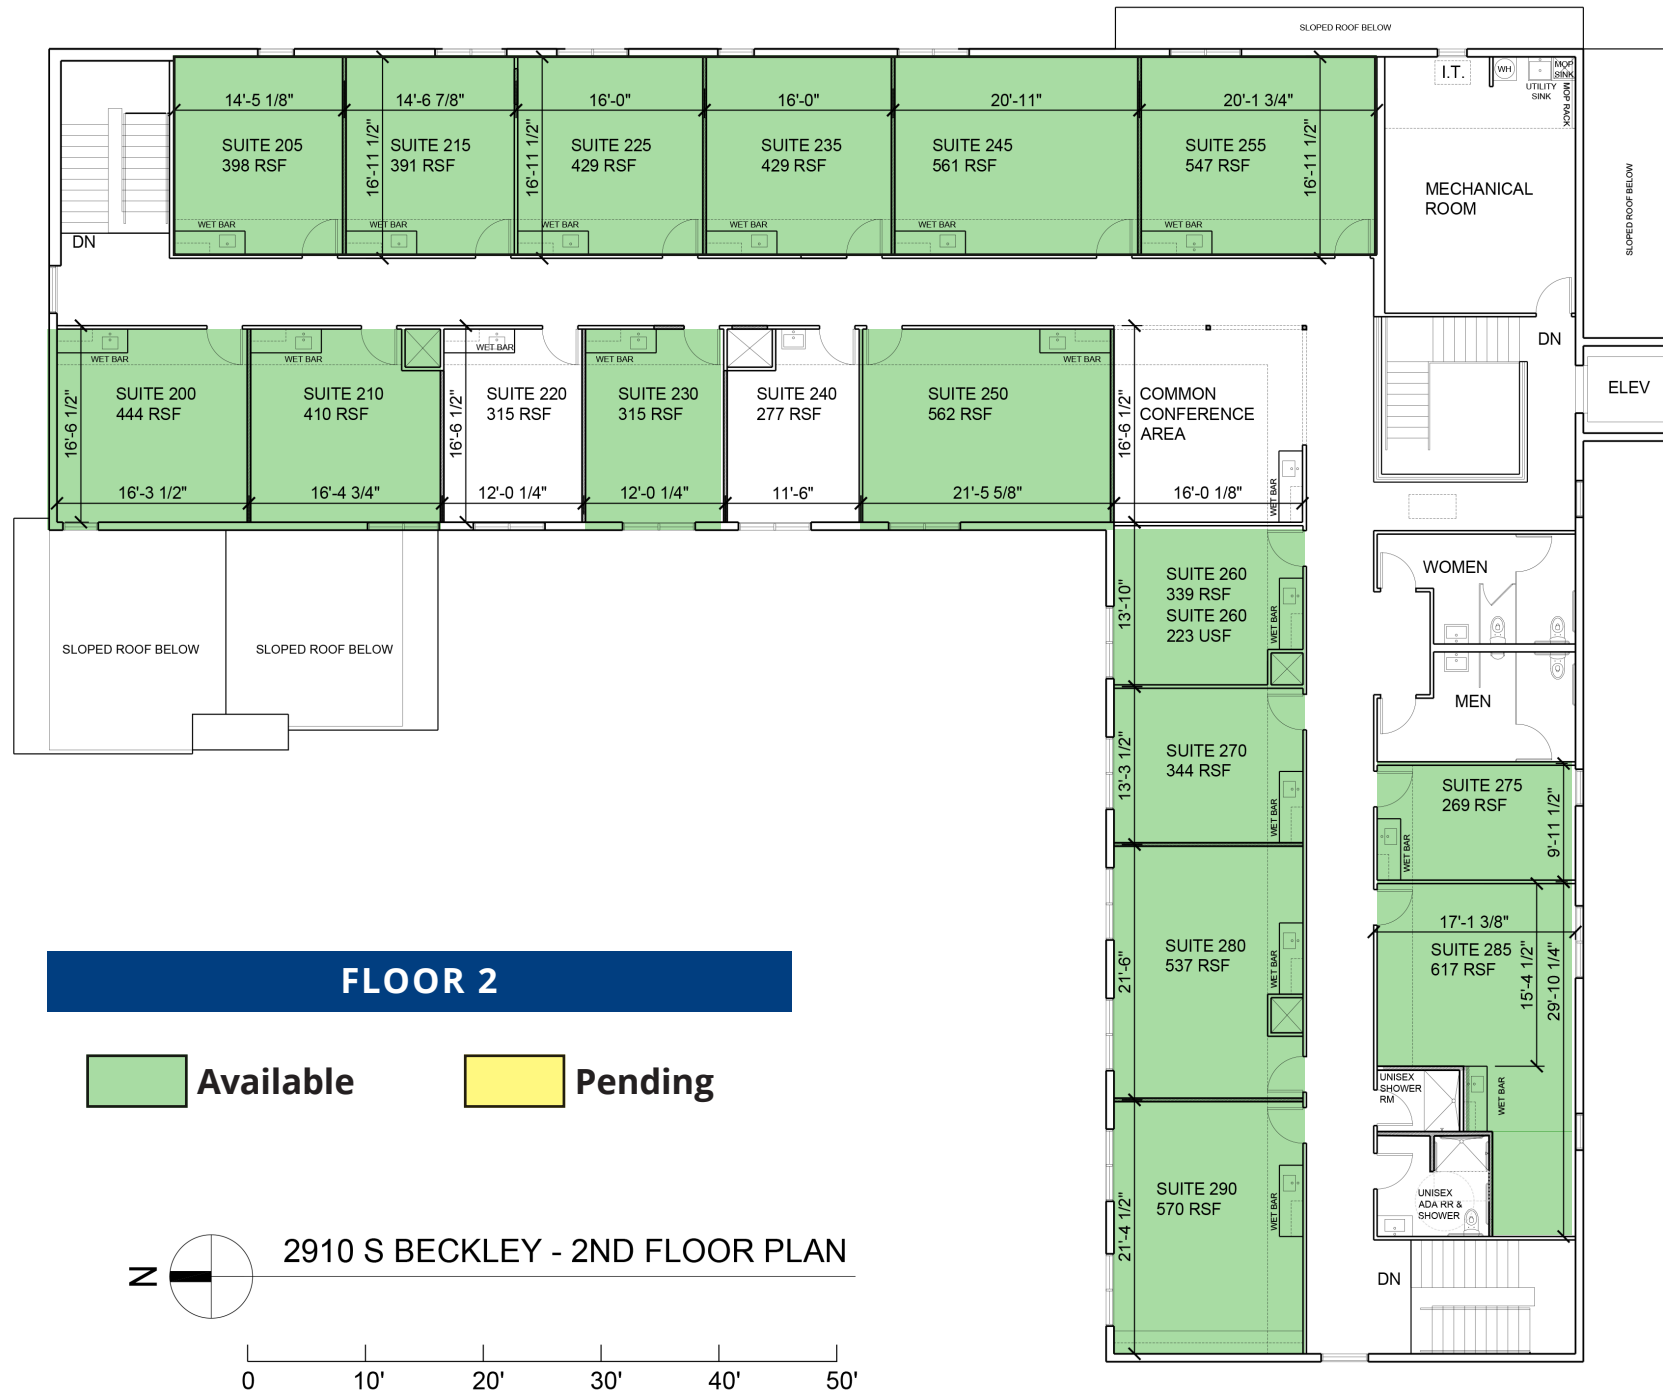 SLOPED ROOF BELOW
I.T.
WH
UTILITY
SINK
MOP
SINK
MOP RACK
14'-5 1/8"
14'-6 7/8"
16'-0"
16'-0"
20'-11"
20'-1 3/4"
SUITE 205
398 RSF
16'-11 1/2"
SUITE 215
391 RSF
16'-11 1/2"
SUITE 225
429 RSF
SUITE 235
429 RSF
SUITE 245
561 RSF
SUITE 255
547 RSF
16'-11 1/2"
MECHANICAL
ROOM
SLOPED ROOF BELOW
WET BAR
WET BAR
WET BAR
WET BAR
WET BAR
WET BAR
DN
DN
WET BAR
WET BAR
WET BAR
WET BAR
WET BAR
SUITE 200
444 RSF
16'-6 1/2"
SUITE 210
410 RSF
16'-6 1/2"
SUITE 220
315 RSF
SUITE 230
315 RSF
SUITE 240
277 RSF
SUITE 250
562 RSF
16'-6 1/2"
COMMON
CONFERENCE
AREA
ELEV
16'-3 1/2"
16'-4 3/4"
12'-0 1/4"
12'-0 1/4"
11'-6"
21'-5 5/8"
16'-0 1/8"
WET BAR
SLOPED ROOF BELOW
SLOPED ROOF BELOW
13'-10"
SUITE 260
339 RSF
SUITE 260
223 USF
WET BAR
WOMEN
MEN
13'-3 1/2"
SUITE 270
344 RSF
WET BAR
SUITE 275
269 RSF
9'-11 1/2"
WET BAR
21'-6"
SUITE 280
537 RSF
WET BAR
17'-1 3/8"
SUITE 285
617 RSF
15'-4 1/2"
29'-10 1/4"
UNISEX
SHOWER
RM
WET BAR
21'-4 1/2"
SUITE 290
570 RSF
WET BAR
UNISEX
ADA RR &
SHOWER
DN
FLOOR 2
Available
Pending
N
2910 S BECKLEY - 2ND FLOOR PLAN
0 10' 20' 30' 40' 50'